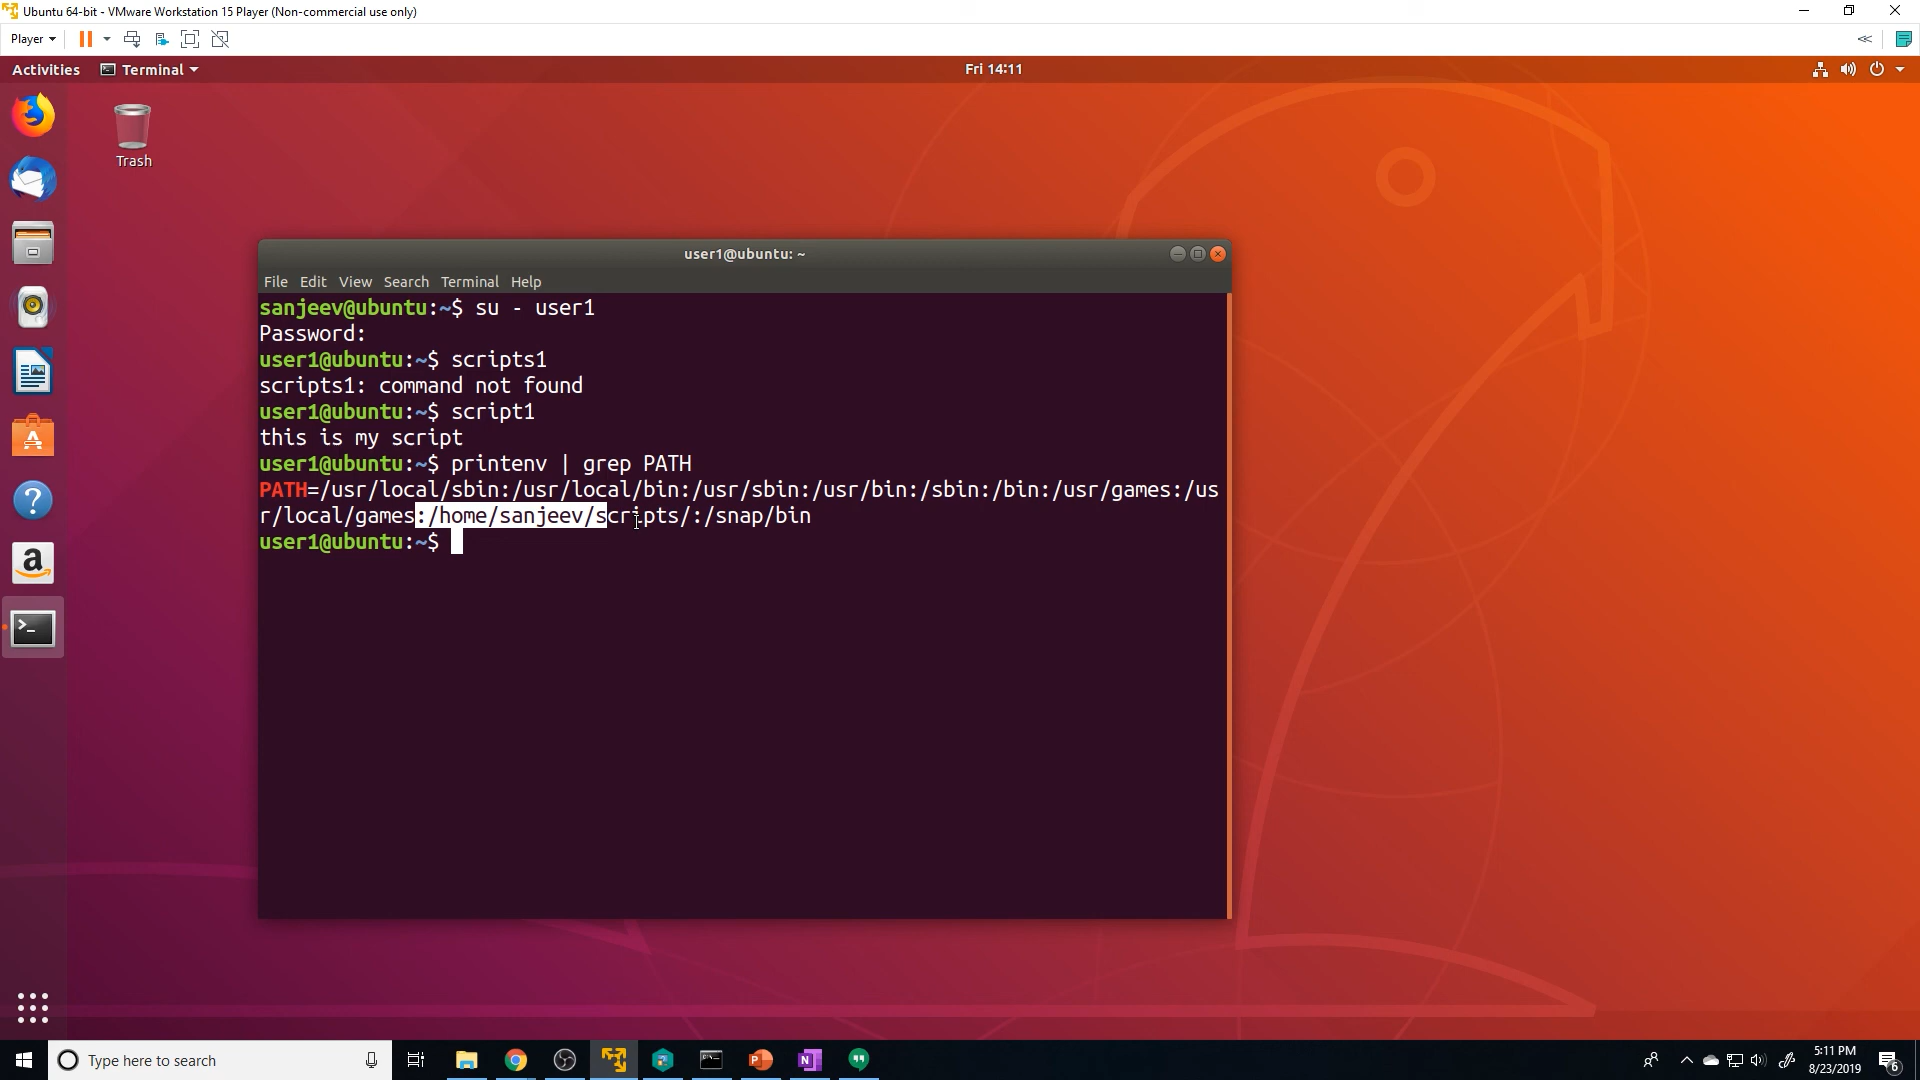 Ubuntu 64-bit - VMware Workstation 15 Player (Non-commercial use only)
Player
Activities Terminal Fri 14:11
Trash
user1@ubuntu: ~
File Edit View Search Terminal Help
sanjeev@ubuntu:~$ su - user1
Password:
user1@ubuntu:~$ scripts1
scripts1: command not found
user1@ubuntu:~$ script1
this is my script
user1@ubuntu:~$ printenv | grep PATH
PATH=/usr/local/sbin:/usr/local/bin:/usr/sbin:/usr/bin:/sbin:/bin:/usr/games:/us
r/local/games:/home/sanjeev/scripts/:/snap/bin
user1@ubuntu:~$
Type here to search
5:11 PM
8/23/2019
6